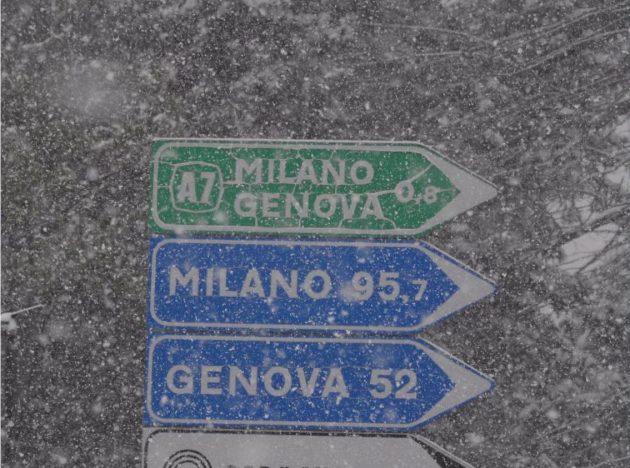 A7 MILANO
GENOVA 0,8
MILANO 95,7
GENOVA 52